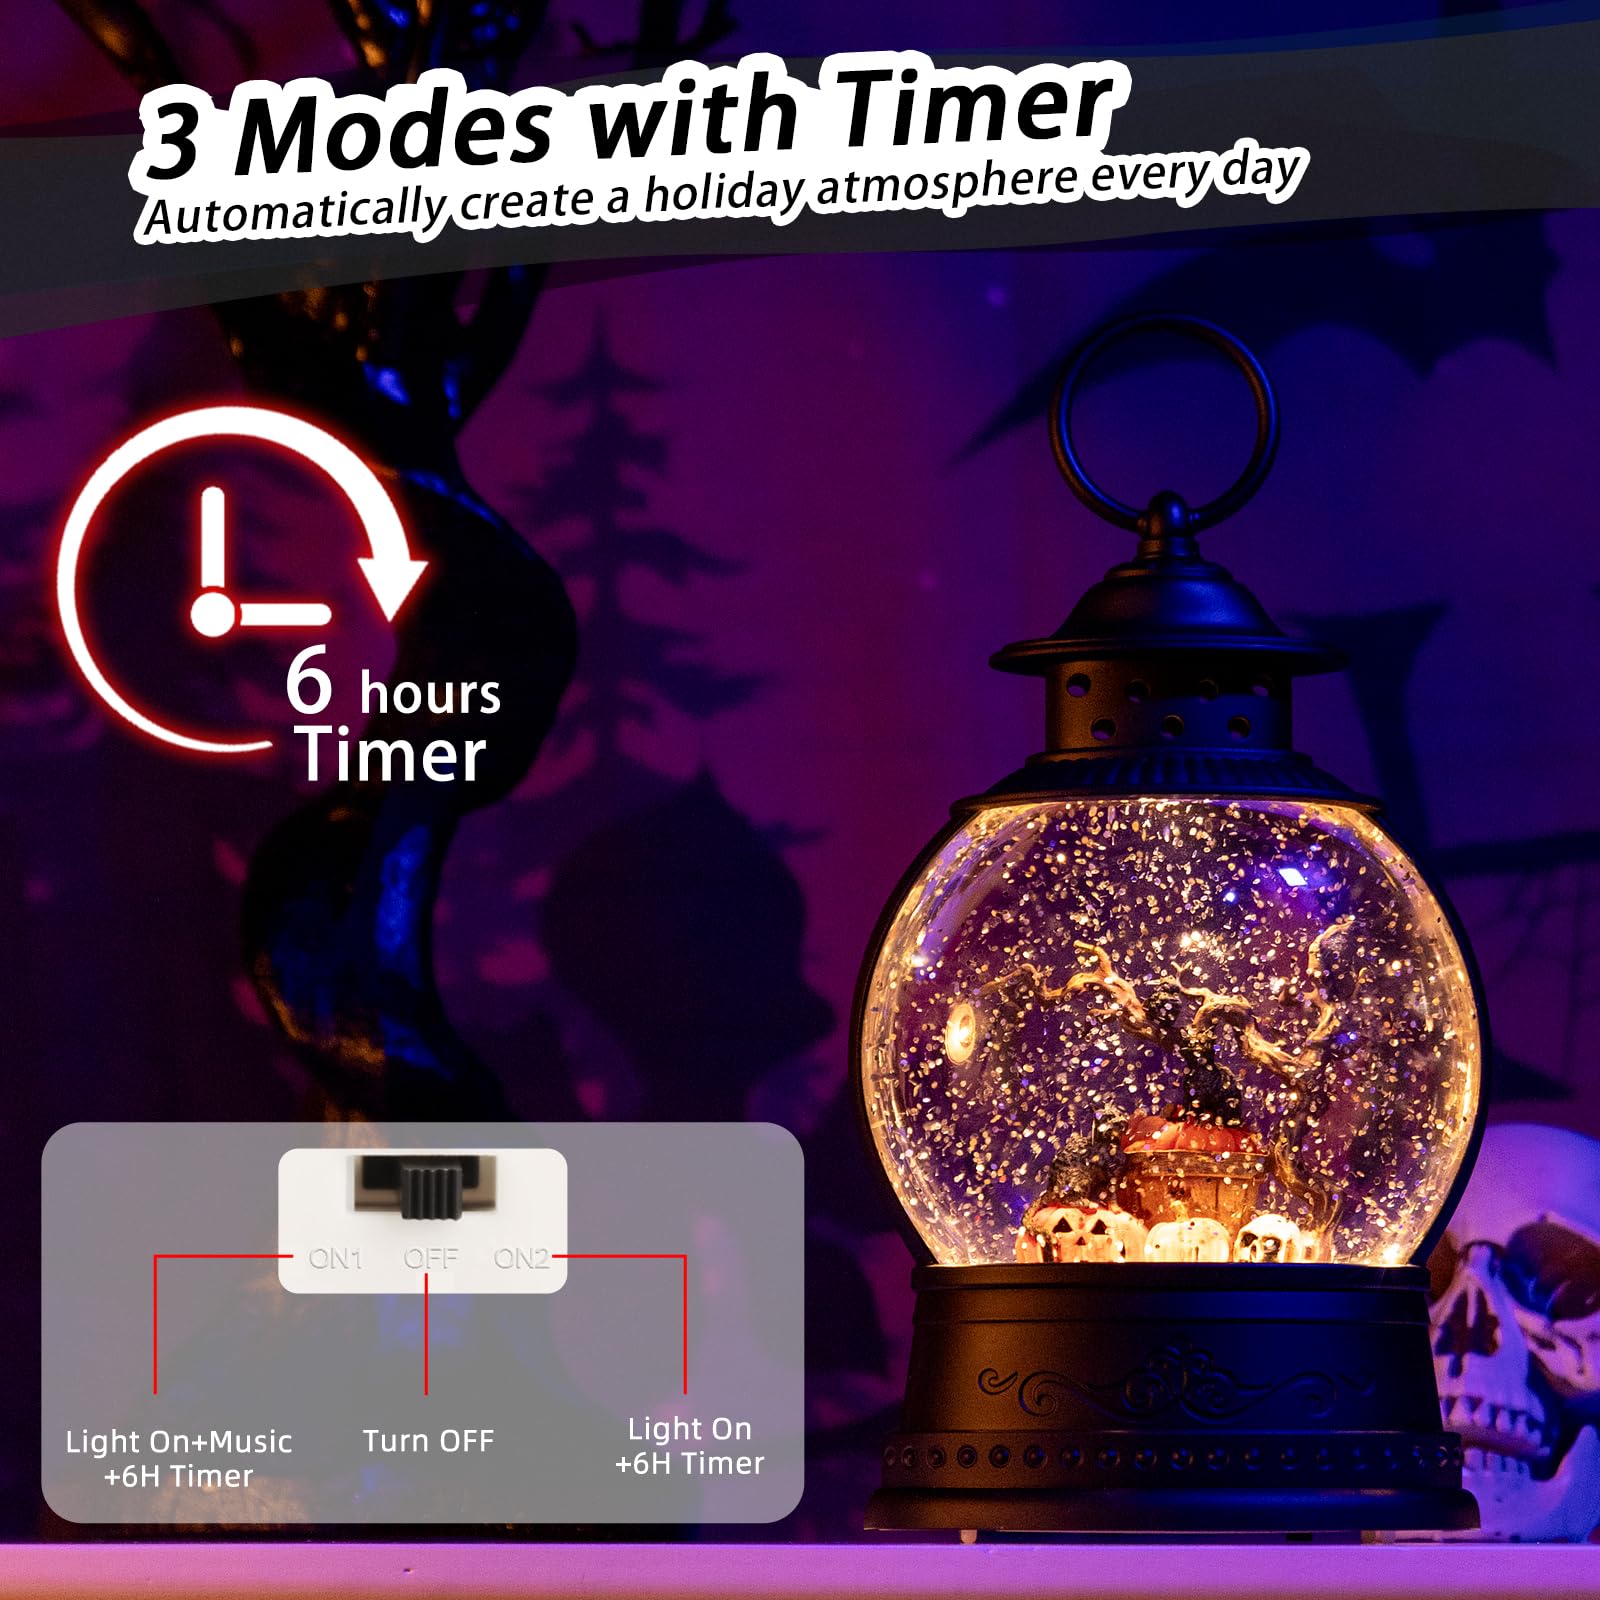 3 Modes with Timer
Automatically create a holiday atmosphere every day
6 hours
Timer
ON1 OFF ON2
Light On+Music
+6H Timer
Turn OFF
Light On
+6H Timer